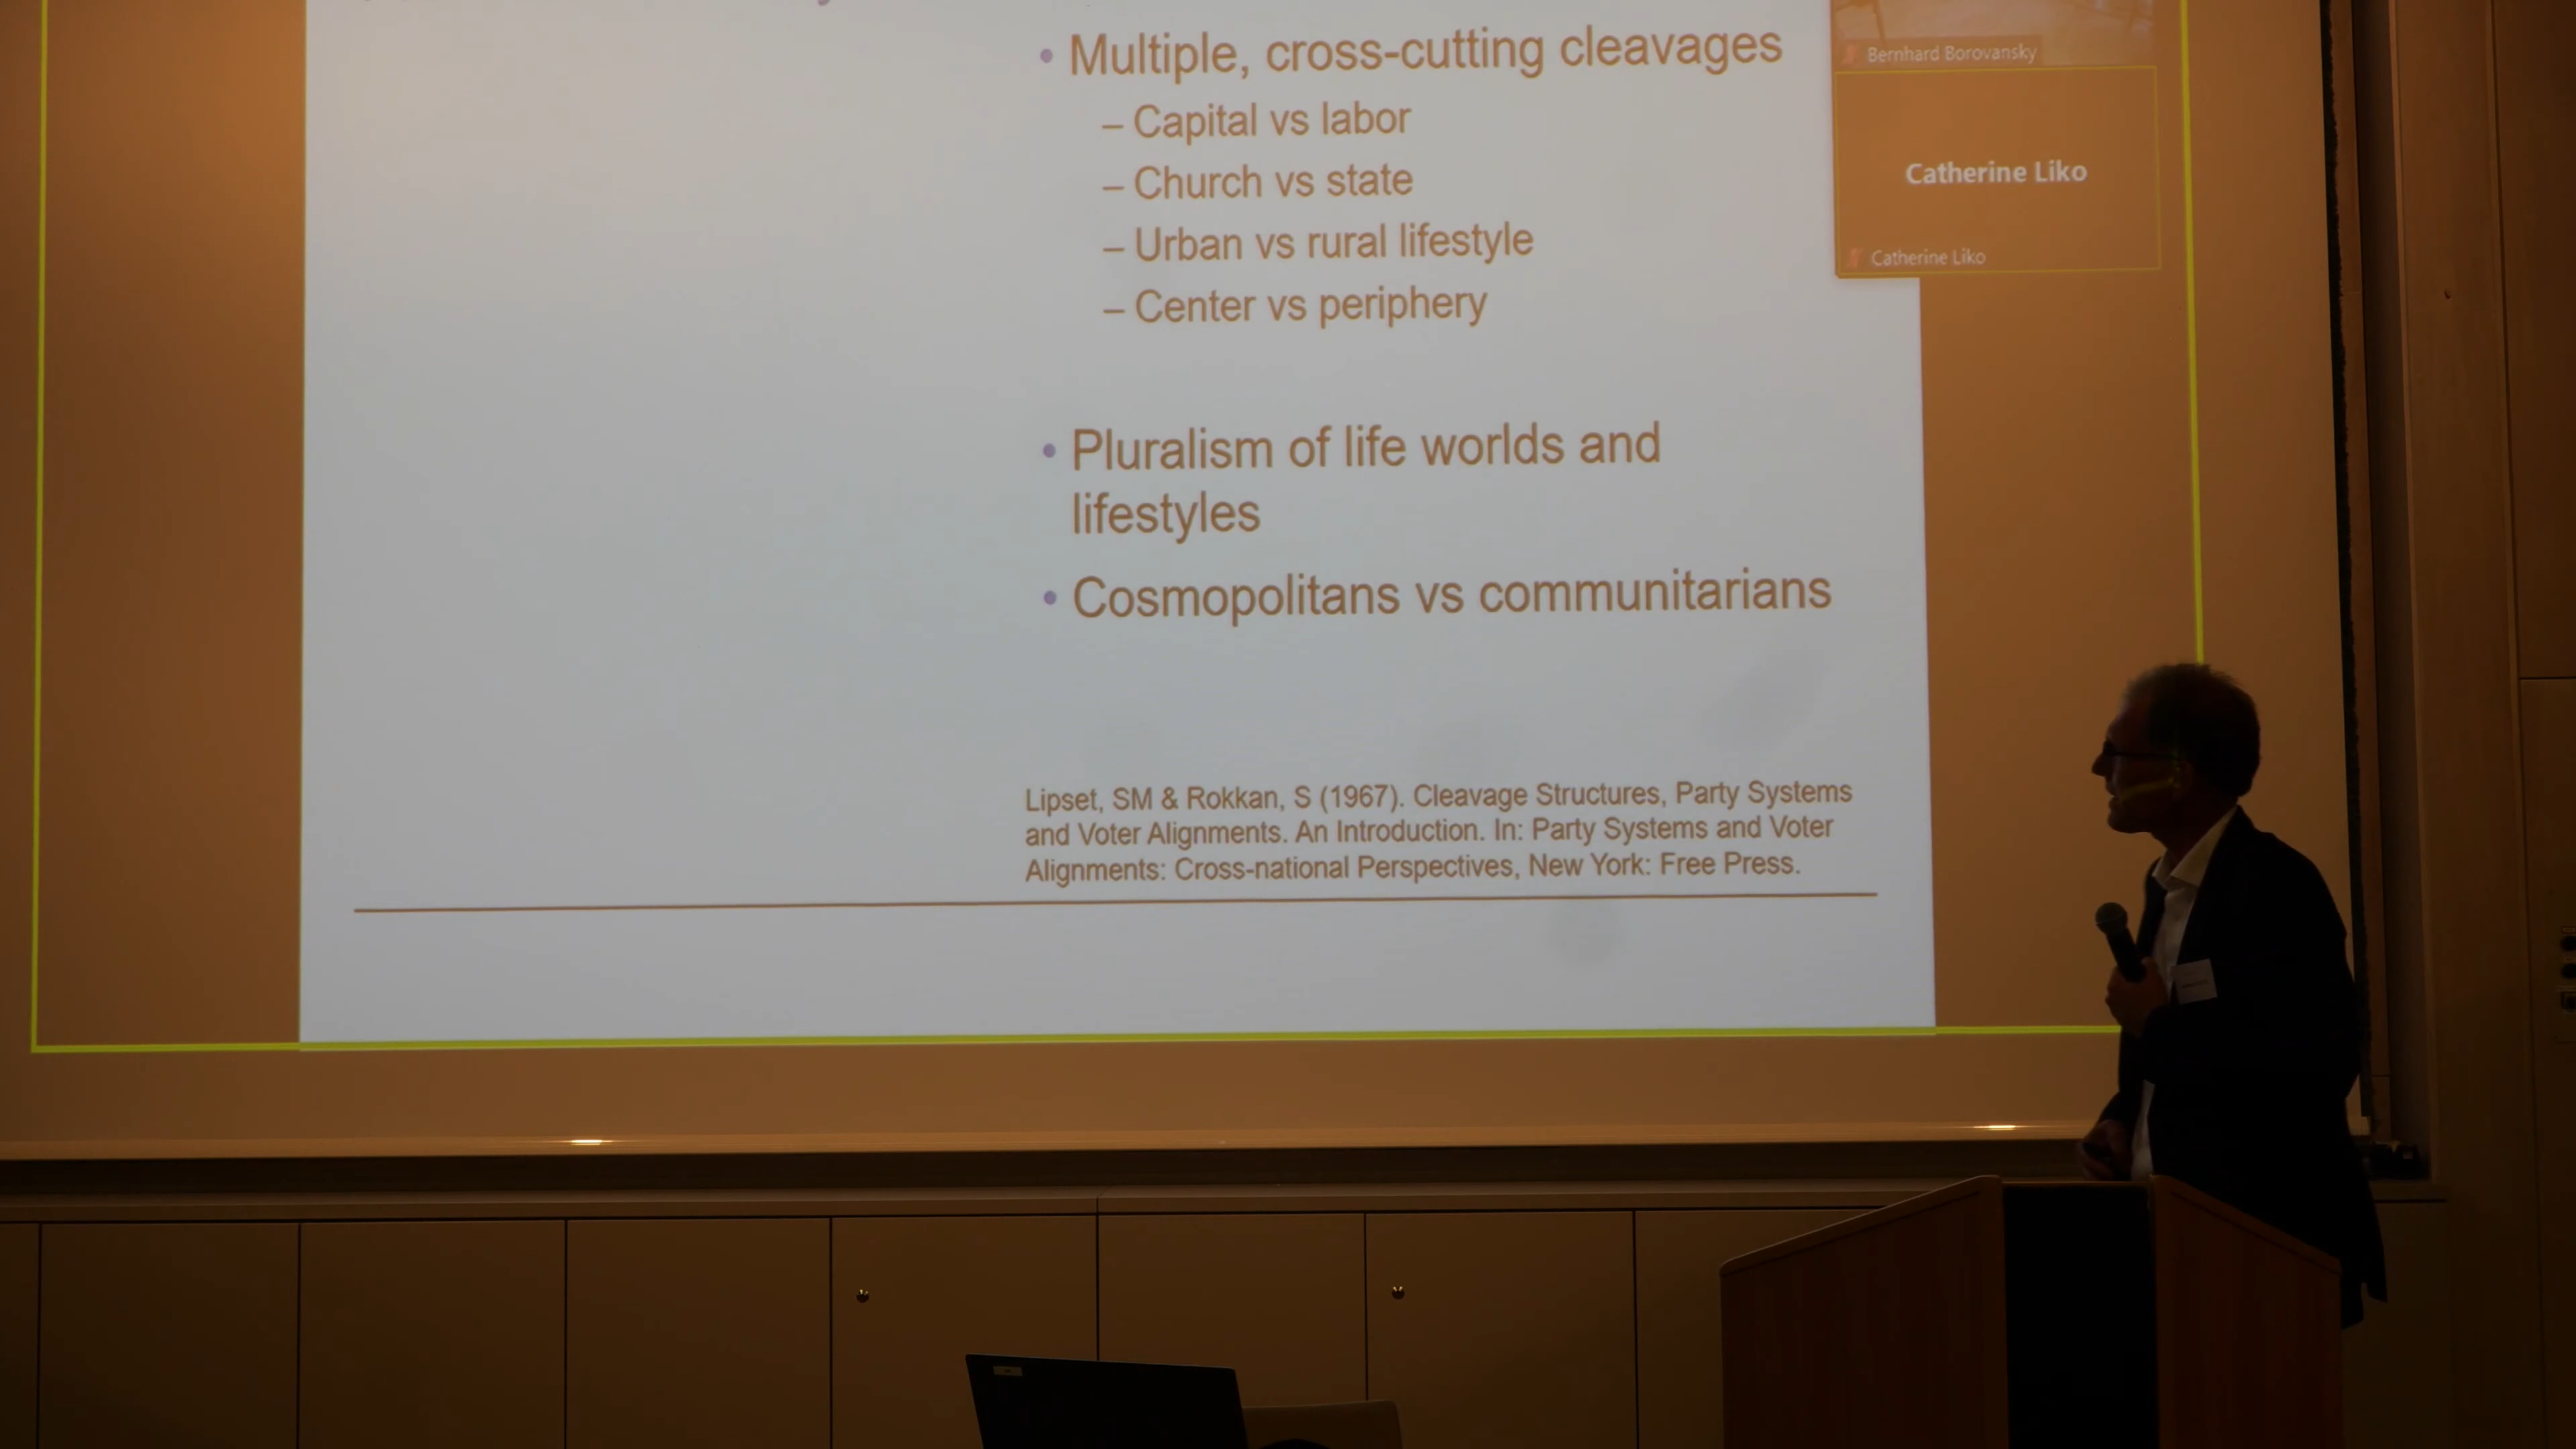 • Multiple, cross-cutting cleavages
– Capital vs labor
– Church vs state
– Urban vs rural lifestyle
– Center vs periphery
• Pluralism of life worlds and
lifestyles
• Cosmopolitans vs communitarians
Lipset, SM & Rokkan, S (1967). Cleavage Structures, Party Systems
and Voter Alignments. An Introduction. In: Party Systems and Voter
Alignments: Cross-national Perspectives, New York: Free Press.
Bernhard Borovansky
Catherine Liko
Catherine Liko